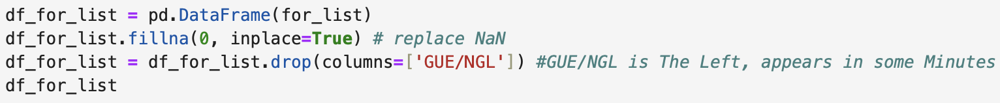 df_for_list = pd.DataFrame(for_list)
df_for_list.fillna(0, inplace=True) # replace NaN
df_for_list = df_for_list.drop(columns=['GUE/NGL']) #GUE/NGL is The Left, appears in some Minutes
df_for_list